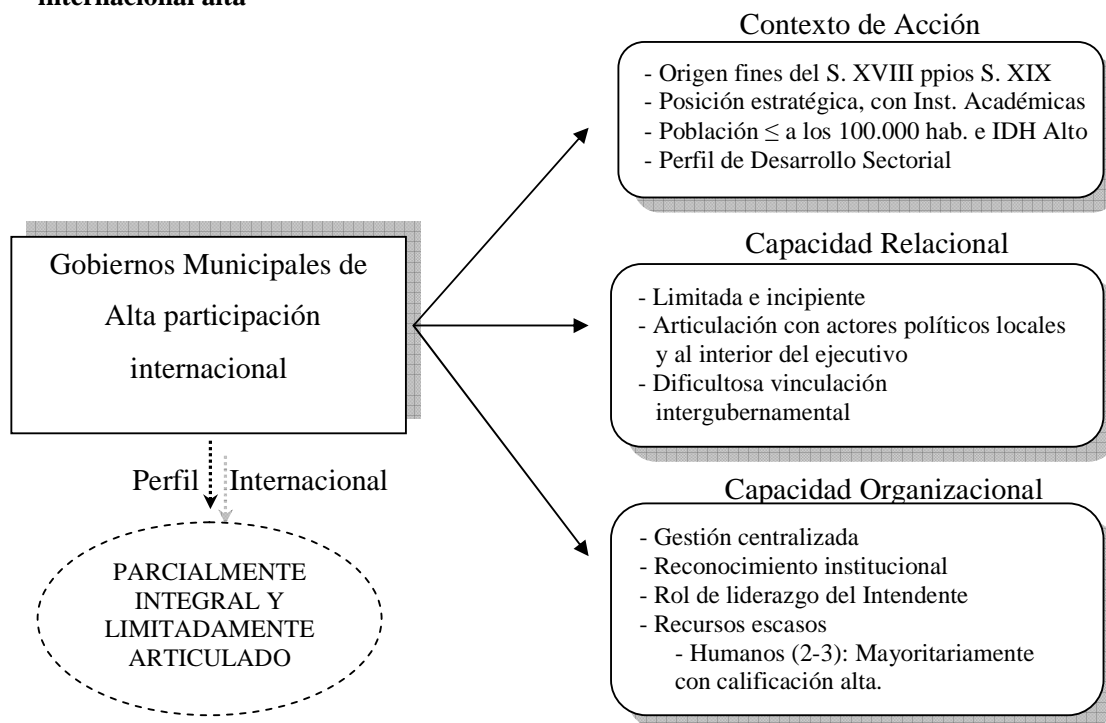 internacional alta
Contexto de Acción
- Origen fines del S. XVIII ppios S. XIX
- Posición estratégica, con Inst. Académicas
- Población ≤ a los 100.000 hab. e IDH Alto
- Perfil de Desarrollo Sectorial
Gobiernos Municipales de
Alta participación
internacional
Capacidad Relacional
- Limitada e incipiente
- Articulación con actores políticos locales
y al interior del ejecutivo
- Dificultosa vinculación
intergubernamental
Perfil Internacional
PARCIALMENTE
INTEGRAL Y
LIMITADAMENTE
ARTICULADO
Capacidad Organizacional
- Gestión centralizada
- Reconocimiento institucional
- Rol de liderazgo del Intendente
- Recursos escasos
- Humanos (2-3): Mayoritariamente
con calificación alta.